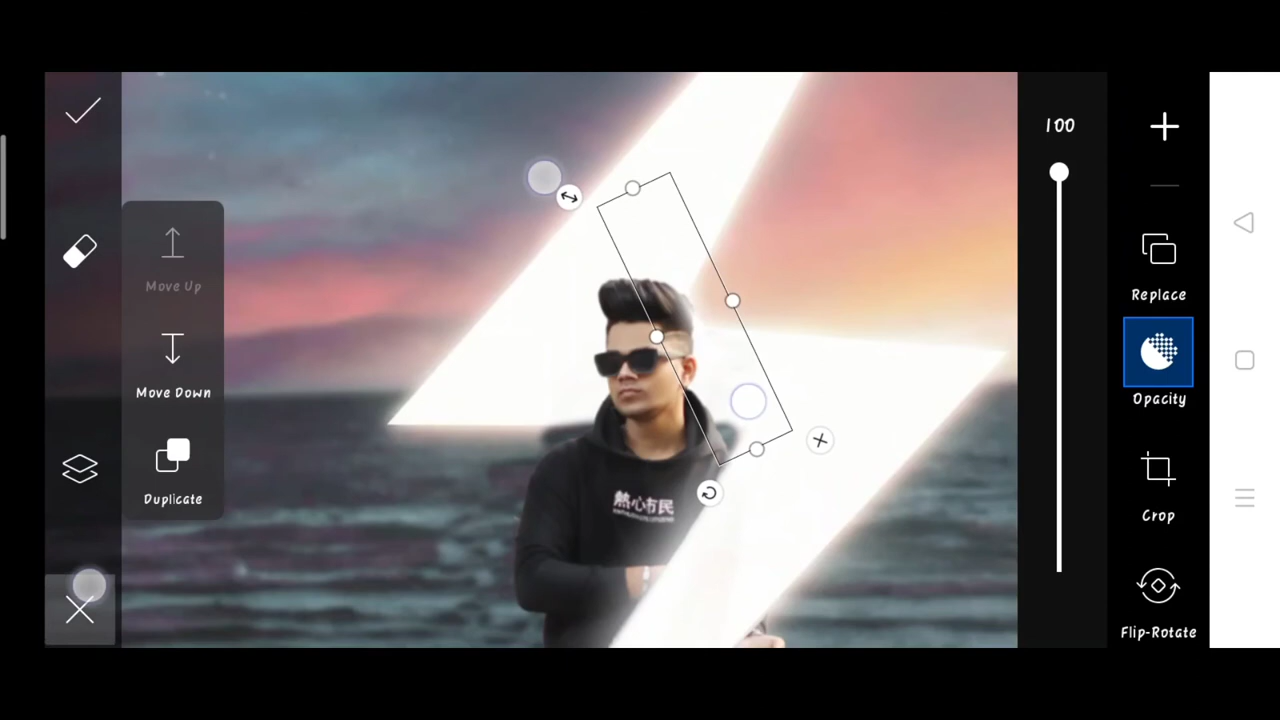 100
Move Up
Move Down
Duplicate
Replace
Opacity
Crop
Flip-Rotate
熱心市民